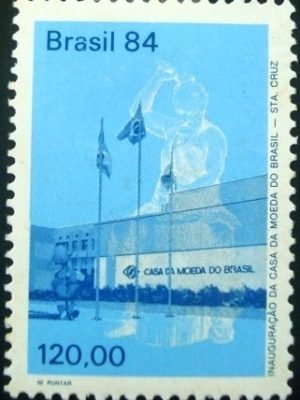 Brasil 84
INAUGURAÇÃO DA CASA DA MOEDA DO BRASIL — STA. CRUZ
CASA DA MOEDA DO BRASIL
120,00
W. PUNTAR